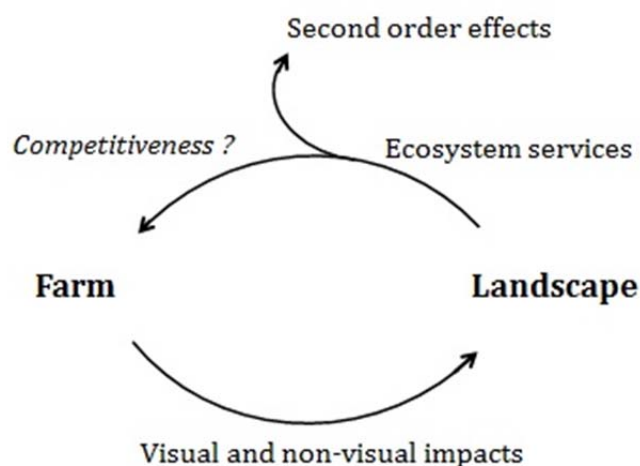 Second order effects
Competitiveness ?
Ecosystem services
Farm
Landscape
Visual and non-visual impacts